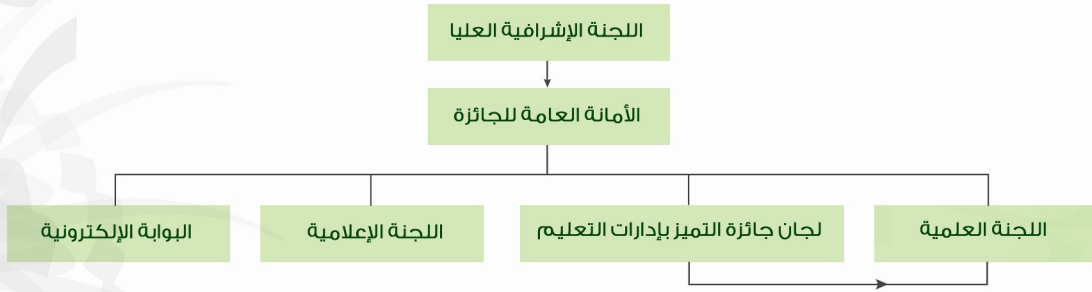 اللجنة الإشرافية العليا
الأمانة العامة للجائزة
اللجنة العلمية
لجان جائزة التميز بإدارات التعليم
اللجنة الإعلامية
البوابة الإلكترونية